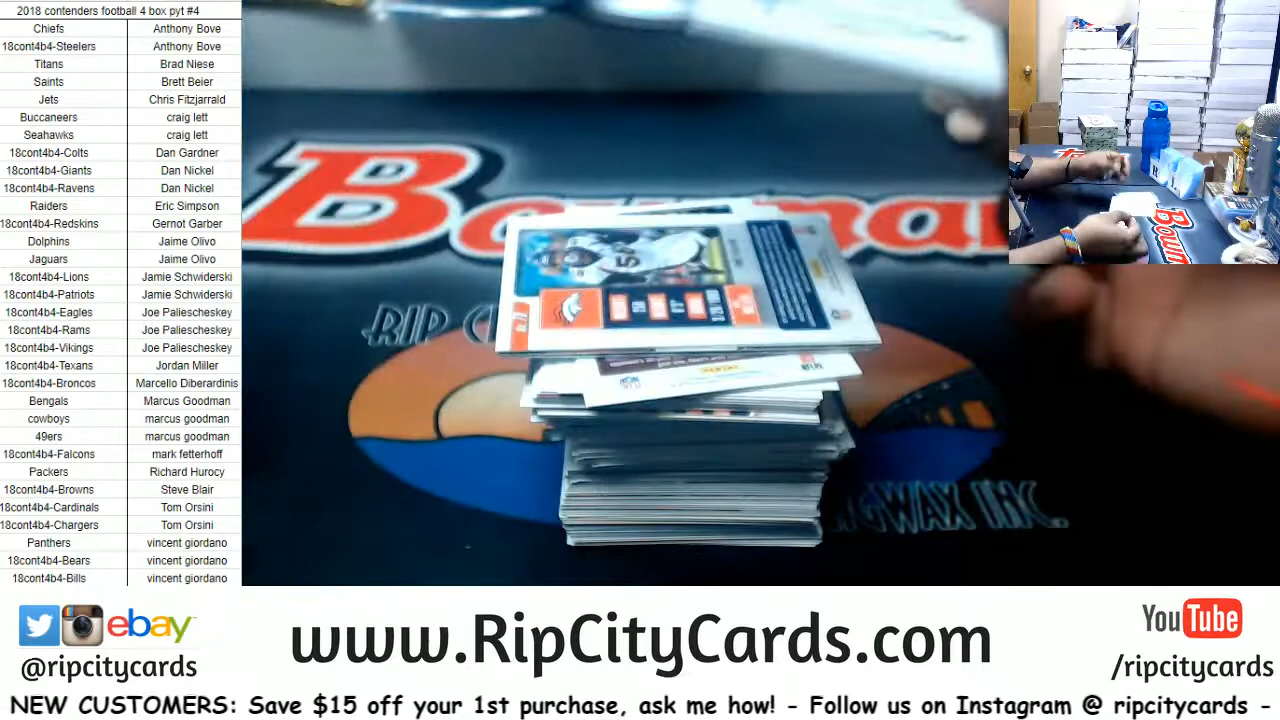 2018 contenders football 4 box pyt #4
Chiefs Anthony Bove
18cont4b4-Steelers Anthony Bove
Titans Brad Niese
Saints Brett Beier
Jets Chris Fitzjarrald
Buccaneers craig lett
Seahawks craig lett
18cont4b4-Colts Dan Gardner
18cont4b4-Giants Dan Nickel
18cont4b4-Ravens Dan Nickel
Raiders Eric Simpson
18cont4b4-Redskins Gernot Garber
Dolphins Jaime Olivo
Jaguars Jaime Olivo
18cont4b4-Lions Jamie Schwiderski
18cont4b4-Patriots Jamie Schwiderski
18cont4b4-Eagles Joe Paliescheskey
18cont4b4-Rams Joe Paliescheskey
18cont4b4-Vikings Joe Paliescheskey
18cont4b4-Texans Jordan Miller
18cont4b4-Broncos Marcello Diberardinis
Bengals Marcus Goodman
cowboys marcus goodman
49ers marcus goodman
18cont4b4-Falcons mark fetterhoff
Packers Richard Hurocy
18cont4b4-Browns Steve Blair
18cont4b4-Cardinals Tom Orsini
18cont4b4-Chargers Tom Orsini
Panthers vincent giordano
18cont4b4-Bears vincent giordano
18cont4b4-Bills vincent giordano
B Bowman
RIP C
IGWAX INC.
Bowm
ebay
@ripcitycards
www.RipCityCards.com
YouTube
/ripcitycards
NEW CUSTOMERS: Save $15 off your 1st purchase, ask me how! - Follow us on Instagram @ ripcitycards -